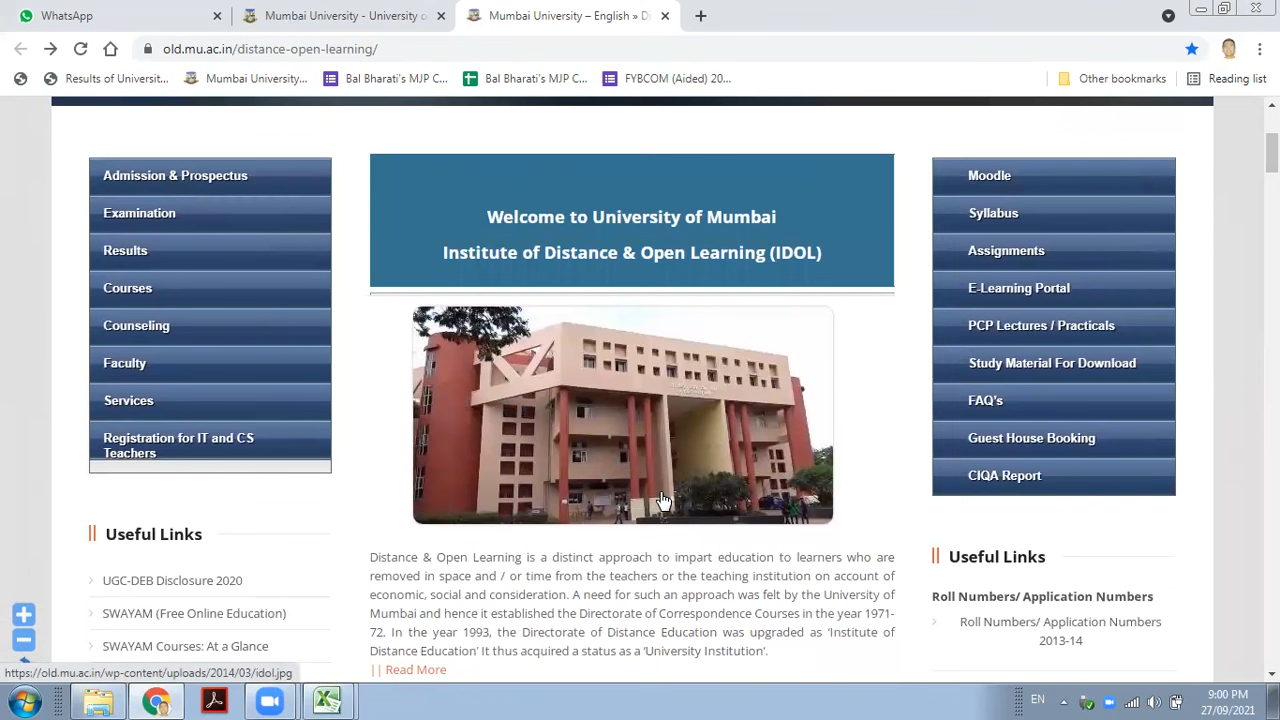 WhatsApp
Mumbai University - University o
Mumbai University – English » Di
old.mu.ac.in/distance-open-learning/
Results of Universit...
Mumbai University...
Bal Bharati's MJP C...
Bal Bharati's MJP C...
FYBCOM (Aided) 20...
Other bookmarks
Reading list
Admission & Prospectus
Examination
Results
Courses
Counseling
Faculty
Services
Registration for IT and CS
Teachers
Useful Links
UGC-DEB Disclosure 2020
SWAYAM (Free Online Education)
SWAYAM Courses: At a Glance
Welcome to University of Mumbai
Institute of Distance & Open Learning (IDOL)
Distance & Open Learning is a distinct approach to impart education to learners who are
removed in space and / or time from the teachers or the teaching institution on account of
economic, social and consideration. A need for such an approach was felt by the University of
Mumbai and hence it established the Directorate of Correspondence Courses in the year 1971-
72. In the year 1993, the Directorate of Distance Education was upgraded as ‘Institute of
Distance Education’ It thus acquired a status as a ‘University Institution’.
|| Read More
Moodle
Syllabus
Assignments
E-Learning Portal
PCP Lectures / Practicals
Study Material For Download
FAQ's
Guest House Booking
CIQA Report
Useful Links
Roll Numbers/ Application Numbers
Roll Numbers/ Application Numbers
2013-14
https://old.mu.ac.in/wp-content/uploads/2014/03/idol.jpg
EN
9:00 PM
27/09/2021